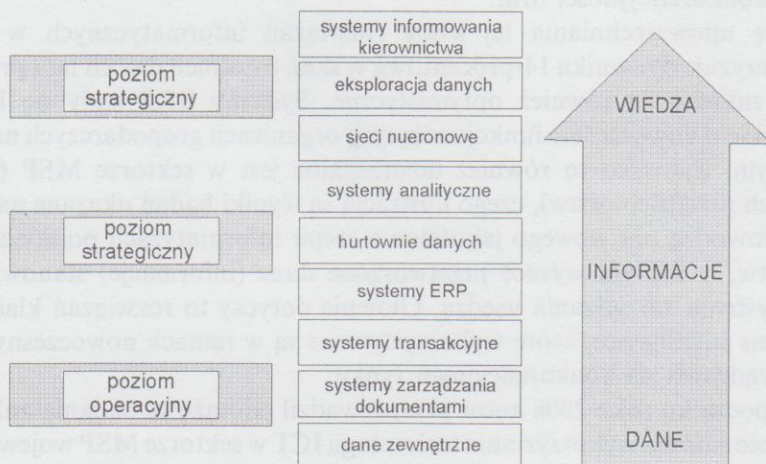 systemy informowania
kierownictwa
poziom
strategiczny
eksploracja danych
sieci nueronowe
WIEDZA
systemy analityczne
poziom
strategiczny
hurtownie danych
systemy ERP
INFORMACJE
systemy transakcyjne
poziom
operacyjny
systemy zarządzania
dokumentami
dane zewnętrzne
DANE